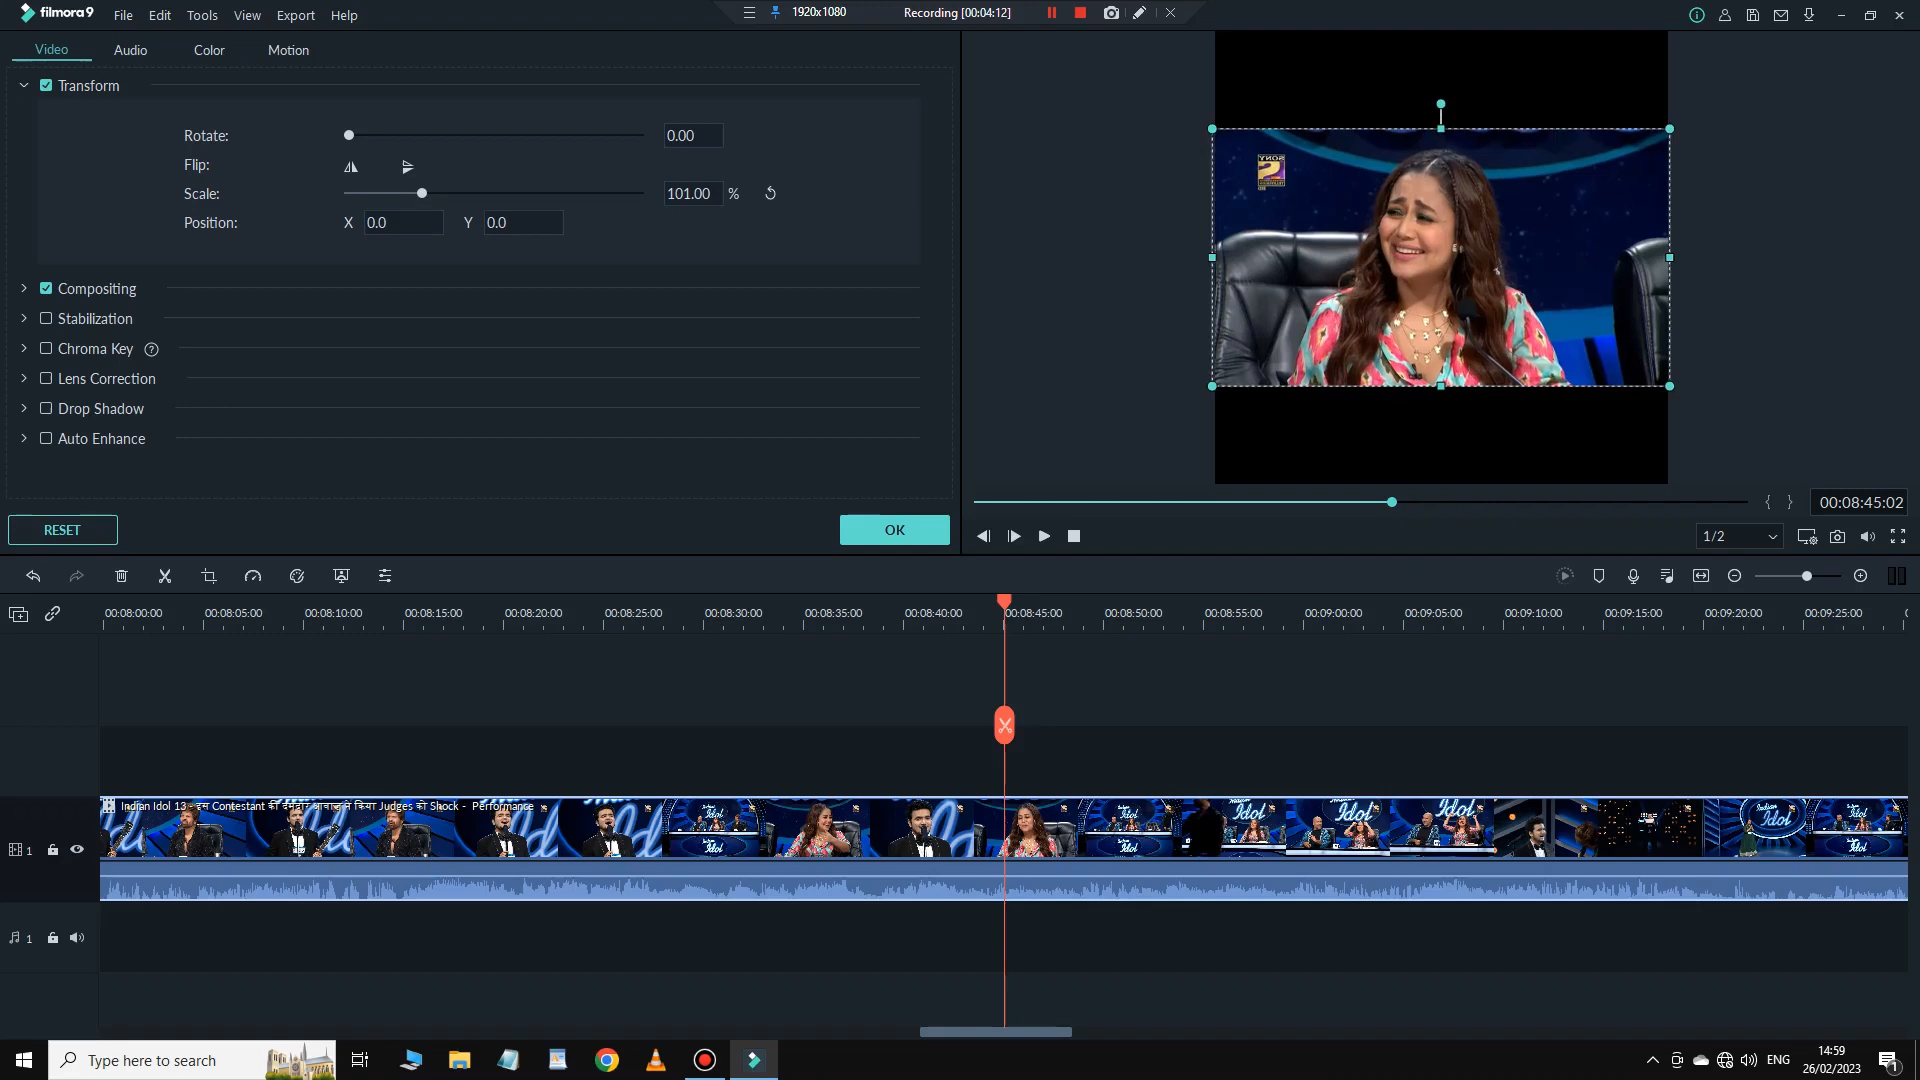 filmora9 File Edit Tools View Export Help 1920x1080 Recording [00:04:12]
Video Audio Color Motion
Transform
Rotate: 0.00
Flip:
Scale: 101.00 %
Position: X 0.0 Y 0.0
Compositing
Stabilization
Chroma Key ?
Lens Correction
Drop Shadow
Auto Enhance
RESET OK
{ } 00:08:45:02
1/2
00:08:00:00 00:08:05:00 00:08:10:00 00:08:15:00 00:08:20:00 00:08:25:00 00:08:30:00 00:08:35:00 00:08:40:00 00:08:45:00 00:08:50:00 00:08:55:00 00:09:00:00 00:09:05:00 00:09:10:00 00:09:15:00 00:09:20:00 00:09:25:00
Indian Idol 13 - इस Contestant की दमदार आवाज़ ने किया Judges को Shock - Performance
1
1
Type here to search ENG 14:59
26/02/2023
1